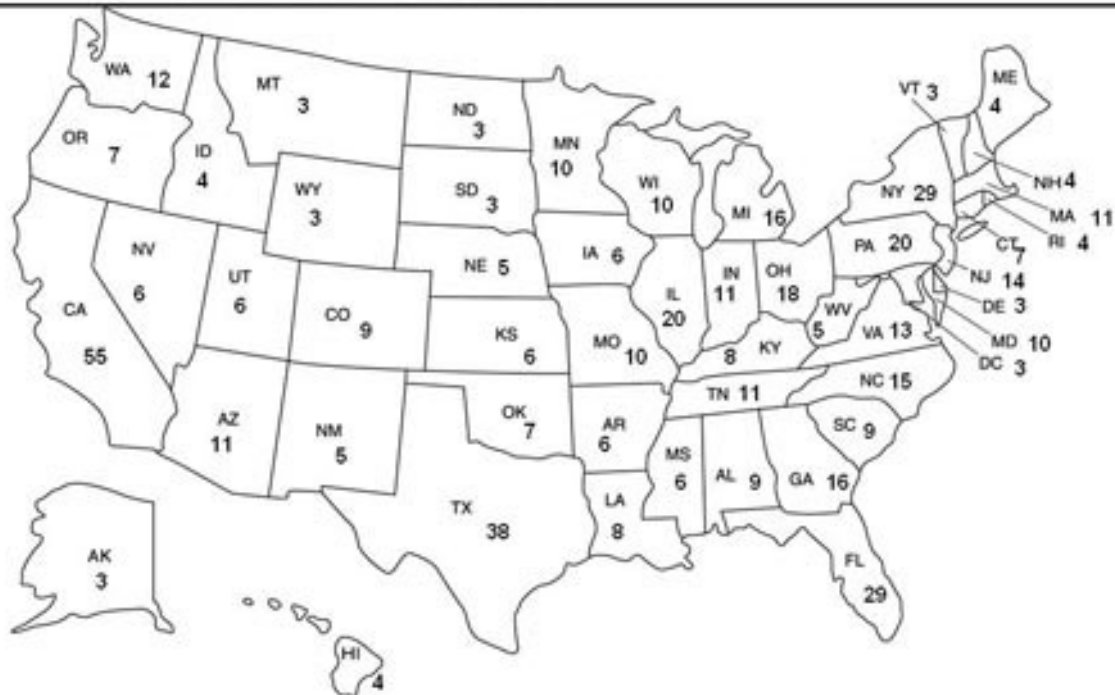 WA 12
MT 3
ND 3
MN 10
VT 3
ME 4
OR 7
ID 4
WY 3
SD 3
WI 10
MI 16
NY 29
NH 4
MA 11
RI 4
CT 7
NJ 14
DE 3
MD 10
DC 3
CA 55
NV 6
UT 6
CO 9
NE 5
IA 6
IL 20
IN 11
OH 18
PA 20
WV 5
VA 13
KS 6
MO 10
8 KY
NC 15
TN 11
AZ 11
NM 5
OK 7
AR 6
SC 9
MS 6
AL 9
GA 16
TX 38
LA 8
FL 29
AK 3
HI 4